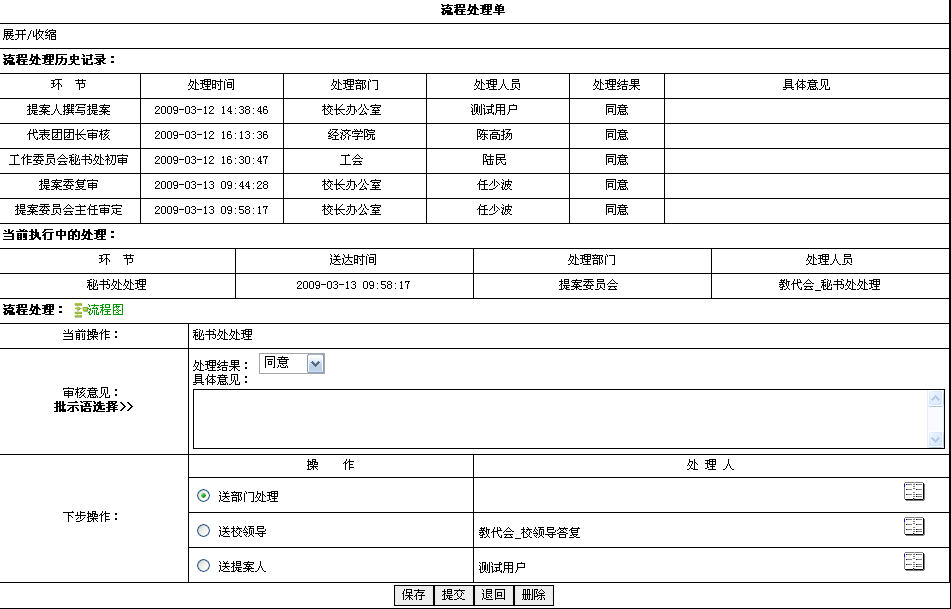 流程处理单
展开/收缩
流程处理历史记录：
环 节 处理时间 处理部门 处理人员 处理结果 具体意见
提案人撰写提案 2009-03-12 14:38:46 校长办公室 测试用户 同意
代表团团长审核 2009-03-12 16:13:36 经济学院 陈高扬 同意
工作委员会秘书处初审 2009-03-12 16:30:47 工会 陆民 同意
提案委复审 2009-03-13 09:44:28 校长办公室 任少波 同意
提案委员会主任审定 2009-03-13 09:58:17 校长办公室 任少波 同意
当前执行中的处理：
环 节 送达时间 处理部门 处理人员
秘书处处理 2009-03-13 09:58:17 提案委员会 教代会_秘书处处理
流程处理： 流程图
当前操作： 秘书处处理
处理结果： 同意
具体意见：
审核意见：
批示语选择>>
操 作 处 理 人
下步操作：
送部门处理
送校领导 教代会_校领导答复
送提案人 测试用户
保存 提交 退回 删除